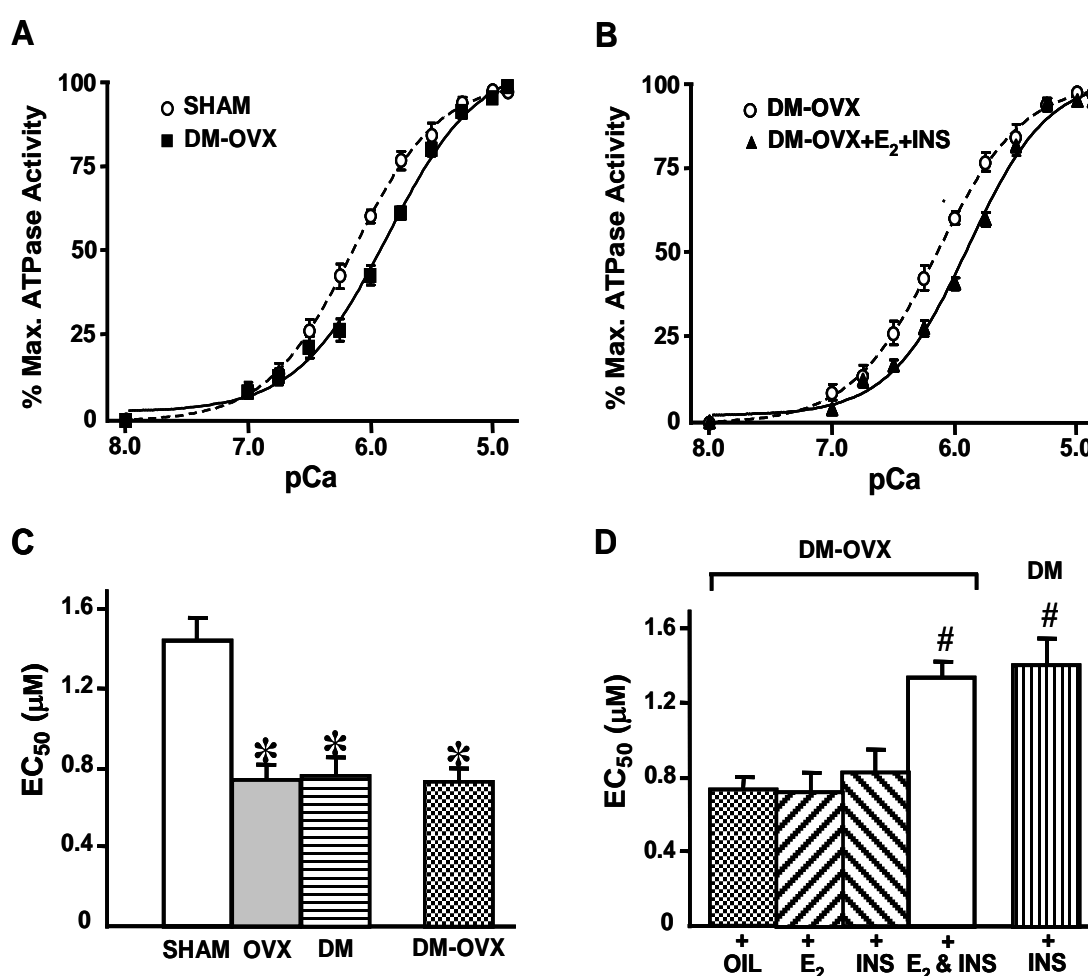 A
100
75
50
25
0
% Max. ATPase Activity
SHAM
DM-OVX
8.0 7.0 6.0 5.0
pCa
B
100
75
50
25
0
% Max. ATPase Activity
DM-OVX
DM-OVX+E₂+INS
8.0 7.0 6.0 5.0
pCa
C
1.6
1.2
0.8
0.4
0
EC₅₀ (μM)
* * *
SHAM OVX DM DM-OVX
D
DM-OVX
DM
1.6
1.2
0.8
0.4
0
EC₅₀ (μM)
# #
+ + + + +
OIL E₂ INS E₂ & INS INS